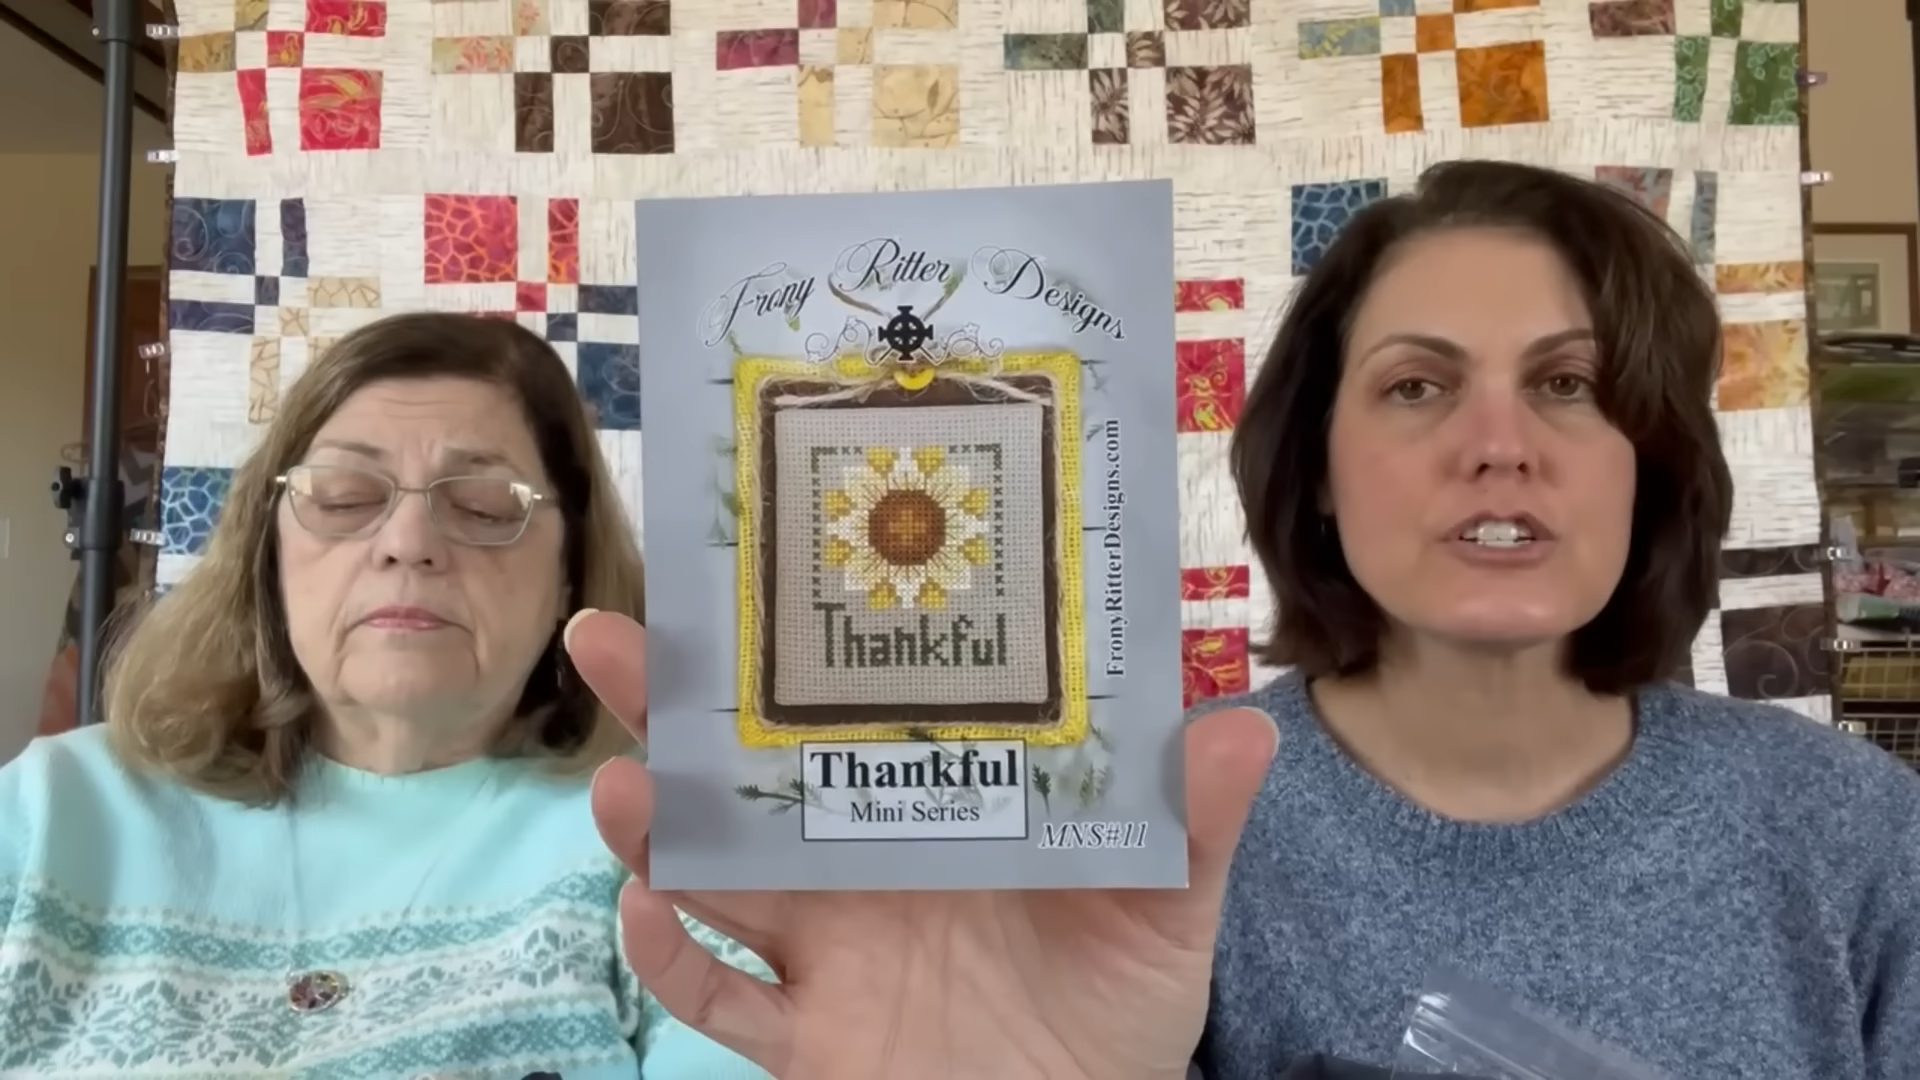 Frony Ritter Designs
FronyRitterDesigns.com
Thankful
Thankful
Mini Series
MNS#11